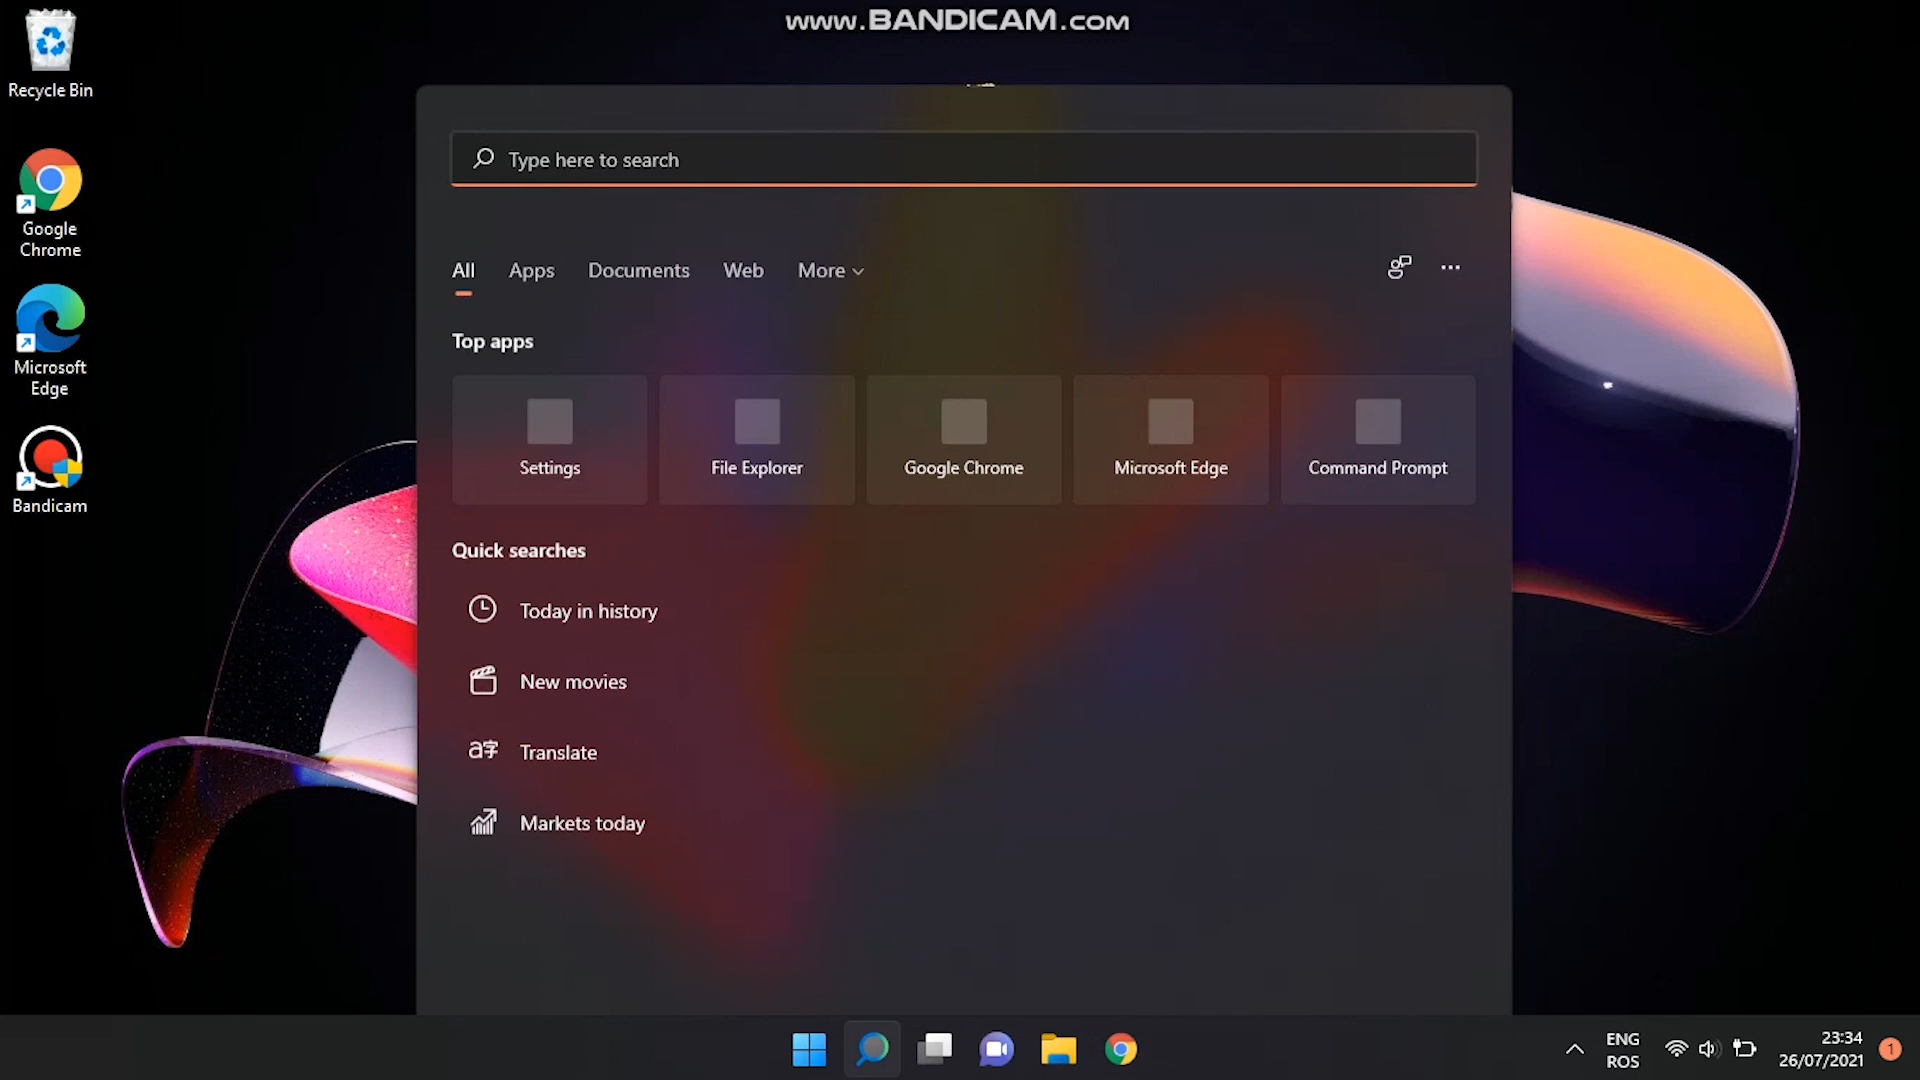 www.BANDICAM.COM
Recycle Bin
Google
Chrome
Microsoft
Edge
Bandicam
Type here to search
All Apps Documents Web More
Top apps
Settings File Explorer Google Chrome Microsoft Edge Command Prompt
Quick searches
Today in history
New movies
a字 Translate
Markets today
ENG
ROS
23:34
26/07/2021
1